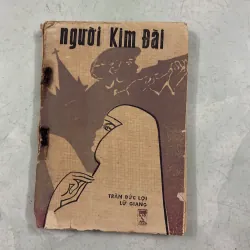 người Kim Đài
TRẦN ĐỨC LỢI
LỮ GIANG